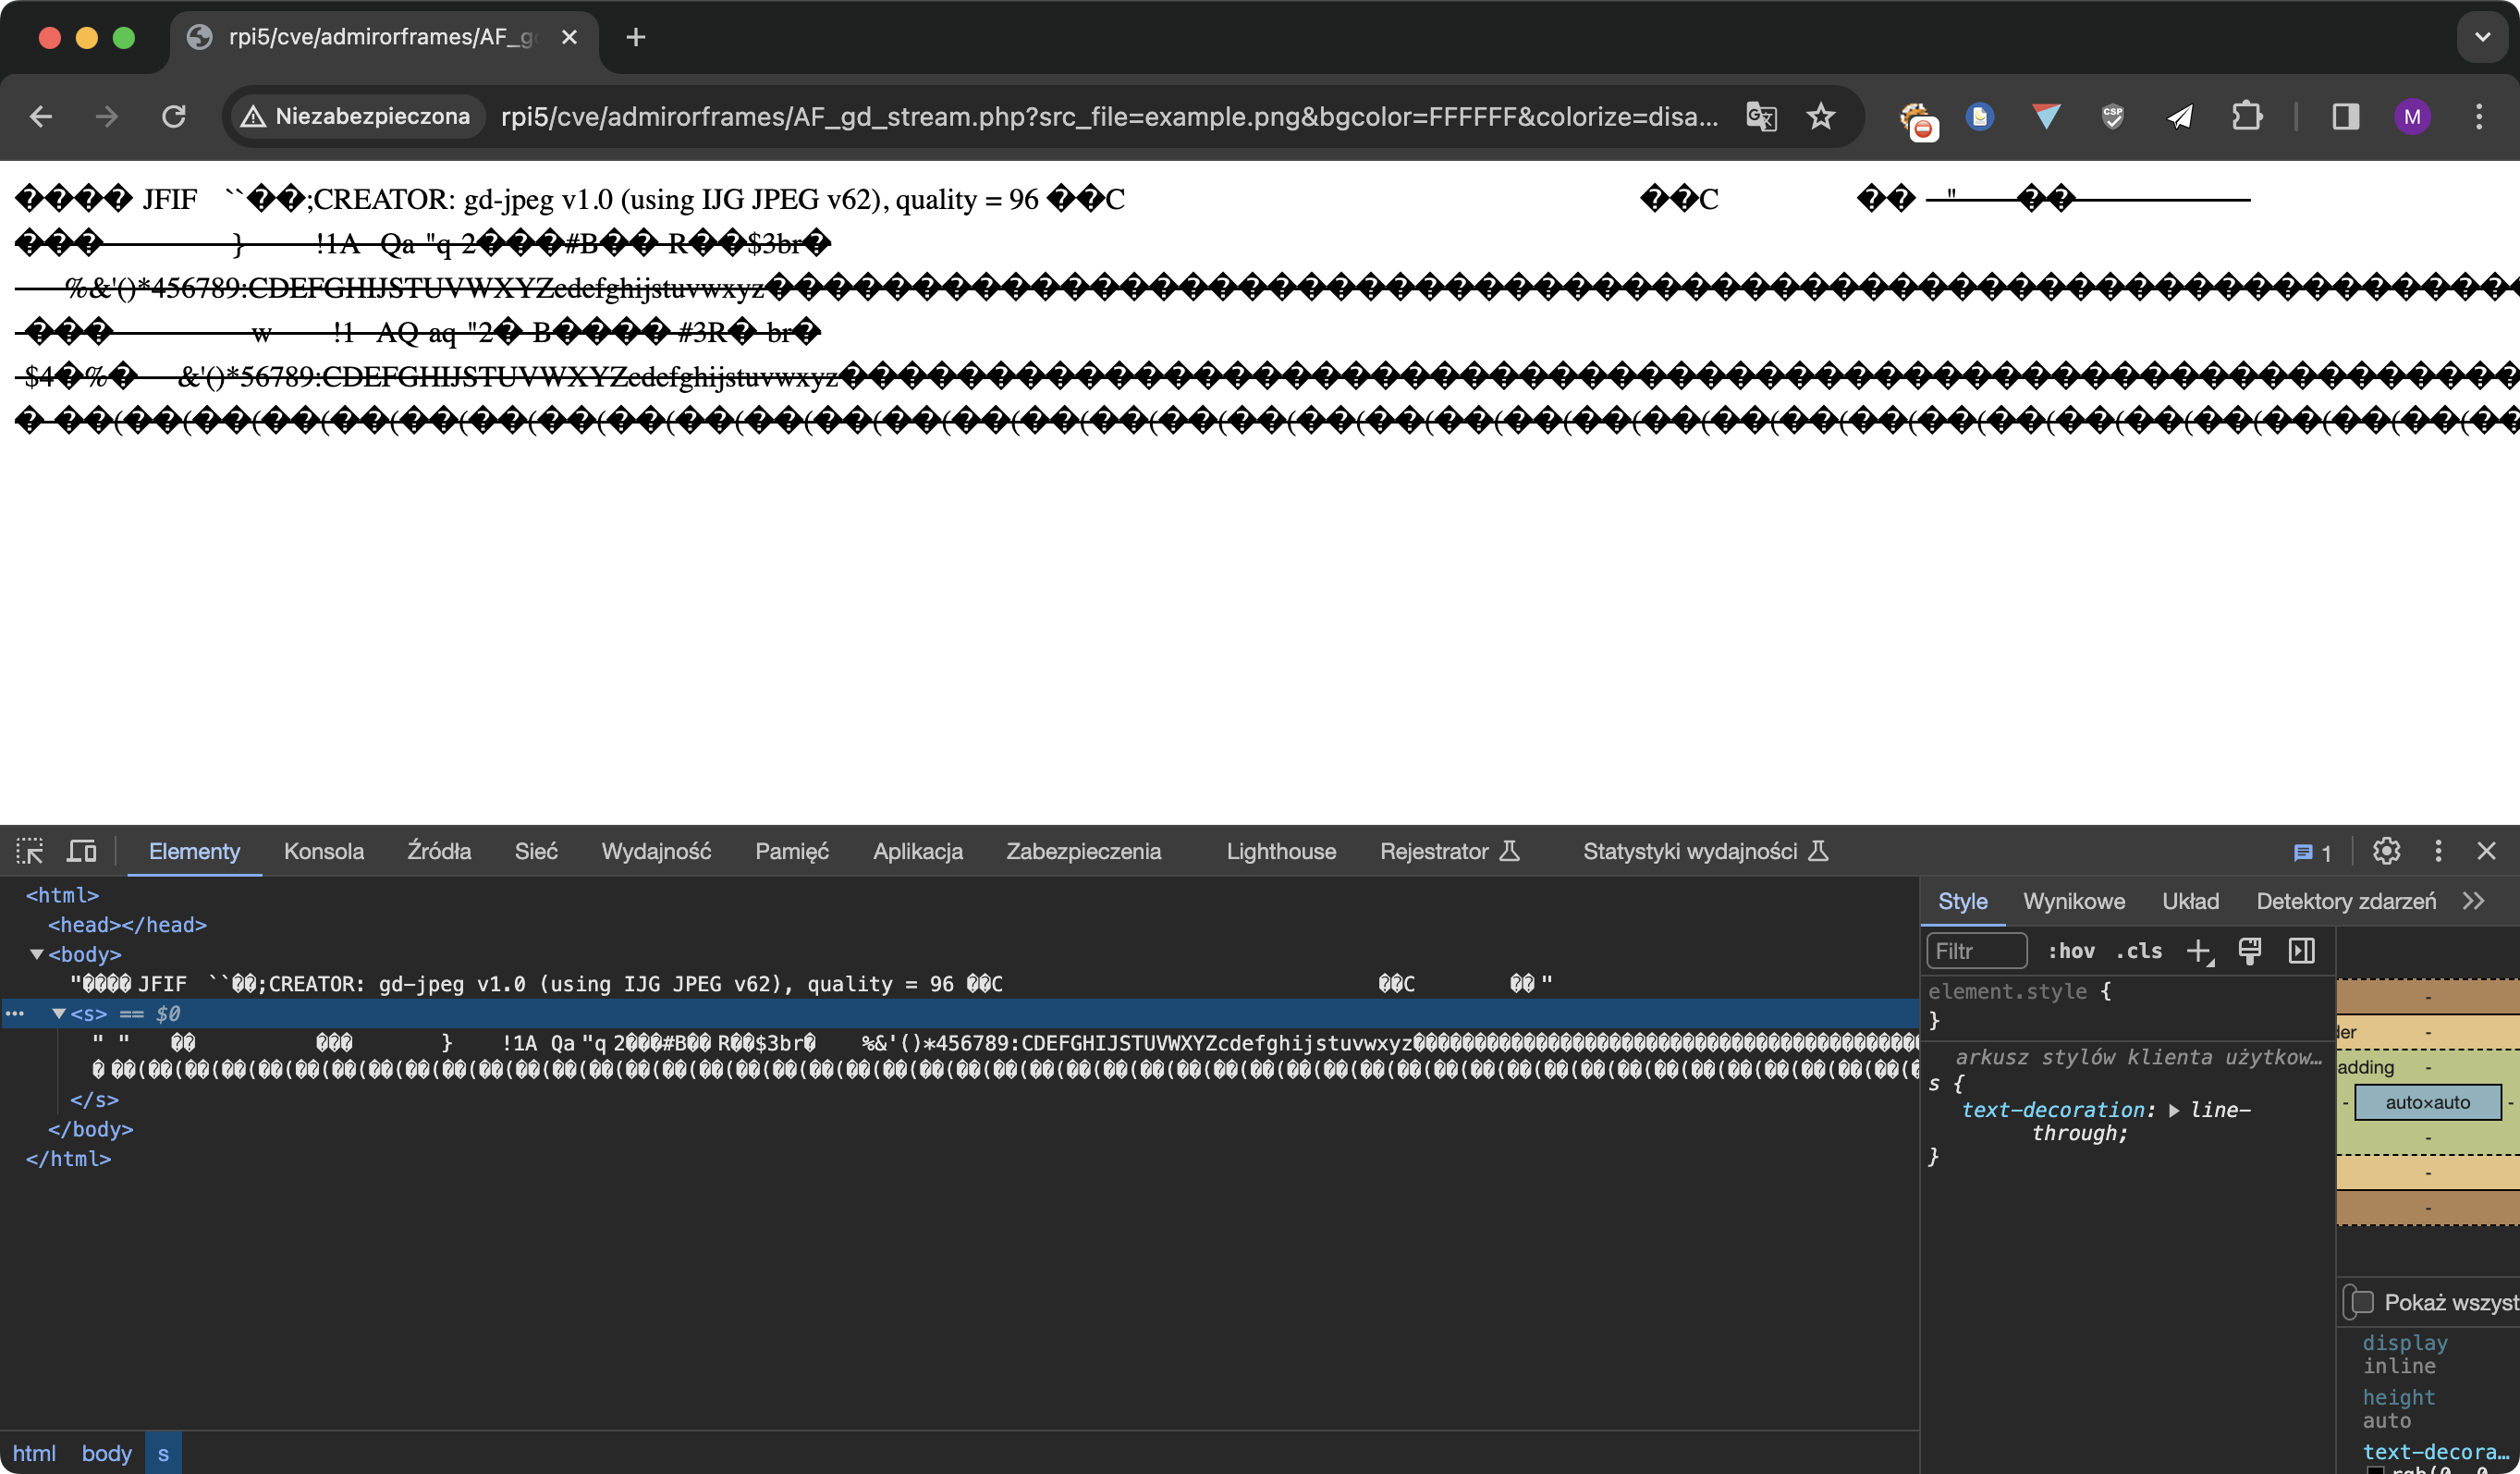 rpi5/cve/admirorframes/AF_g
Niezabezpieczona
rpi5/cve/admirorframes/AF_gd_stream.php?src_file=example.png&bgcolor=FFFFFF&colorize=disa...
CSP
M
���� JFIF ``��;CREATOR: gd-jpeg v1.0 (using IJG JPEG v62), quality = 96 ��C ��C �� " ��
��� } !1A Qa "q 2���#B�� R��$3br�
%&'()*456789:CDEFGHIJSTUVWXYZcdefghijstuvwxyz
��� w !1 AQ aq "2� B���� #3R� br�
$4�%� &'()*56789:CDEFGHIJSTUVWXYZcdefghijstuvwxyz
Elementy Konsola Źródła Sieć Wydajność Pamięć Aplikacja Zabezpieczenia Lighthouse Rejestrator Statystyki wydajności 1
<html>
<head></head>
<body>
"���� JFIF ``��;CREATOR: gd-jpeg v1.0 (using IJG JPEG v62), quality = 96 ��C ��C �� "
<s> == $0
" " �� ��� } !1A Qa "q 2���#B�� R��$3br� %&'()*456789:CDEFGHIJSTUVWXYZcdefghijstuvwxyz
</s>
</body>
</html>
html body s
Style Wynikowe Układ Detektory zdarzeń
Filtr :hov .cls
element.style {
}
arkusz stylów klienta użytkow...
s {
text-decoration: line-
through;
}
der -
adding -
- auto×auto -
-
-
-
Pokaż wszyst
display
inline
height
auto
text-decora...